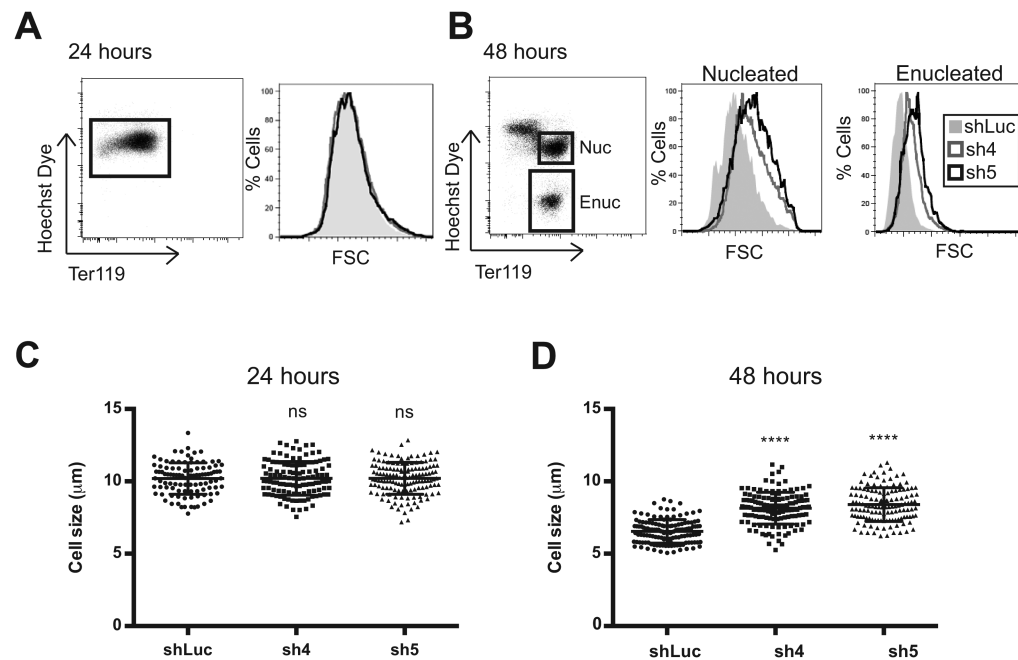 A
24 hours
Hoechst Dye
Ter119
% Cells
100
80
60
40
20
0
FSC
B
48 hours
Hoechst Dye
Ter119
Nuc
Enuc
Nucleated
% Cells
100
80
60
40
20
0
FSC
Enucleated
% Cells
100
80
60
40
20
0
FSC
shLuc
sh4
sh5
C
24 hours
Cell size (μm)
15
10
5
0
ns
ns
shLuc
sh4
sh5
D
48 hours
Cell size (μm)
15
10
5
0
****
****
shLuc
sh4
sh5